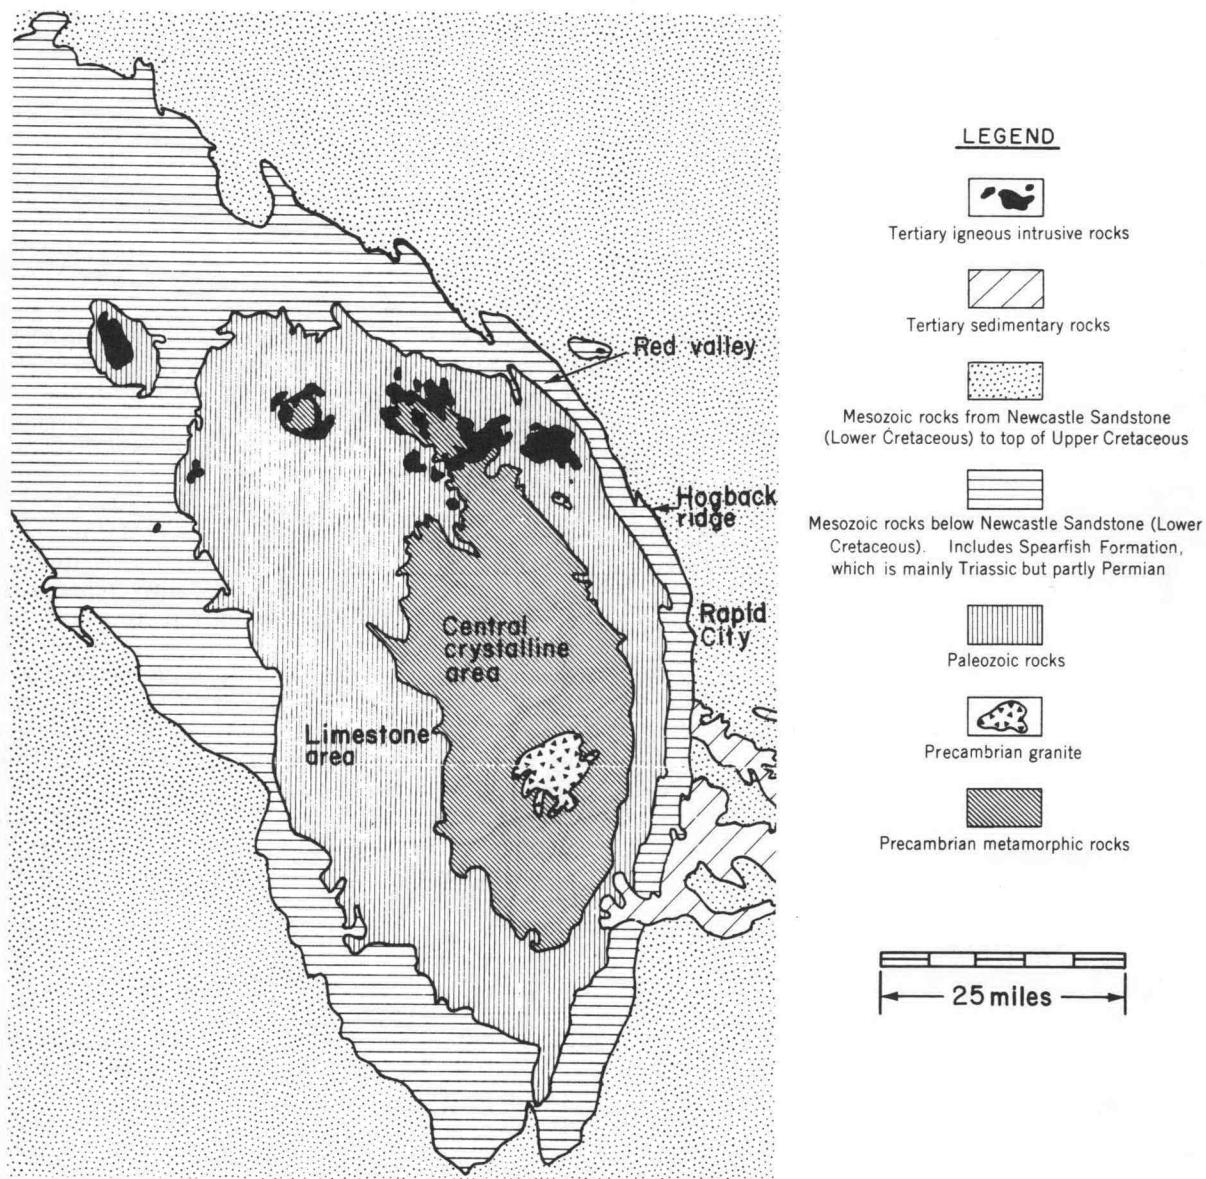 Red valley
Hogback
ridge
Rapid
City
Central
crystalline
area
Limestone
area
LEGEND
Tertiary igneous intrusive rocks
Tertiary sedimentary rocks
Mesozoic rocks from Newcastle Sandstone
(Lower Cretaceous) to top of Upper Cretaceous
Mesozoic rocks below Newcastle Sandstone (Lower
Cretaceous). Includes Spearfish Formation,
which is mainly Triassic but partly Permian
Paleozoic rocks
Precambrian granite
Precambrian metamorphic rocks
25 miles